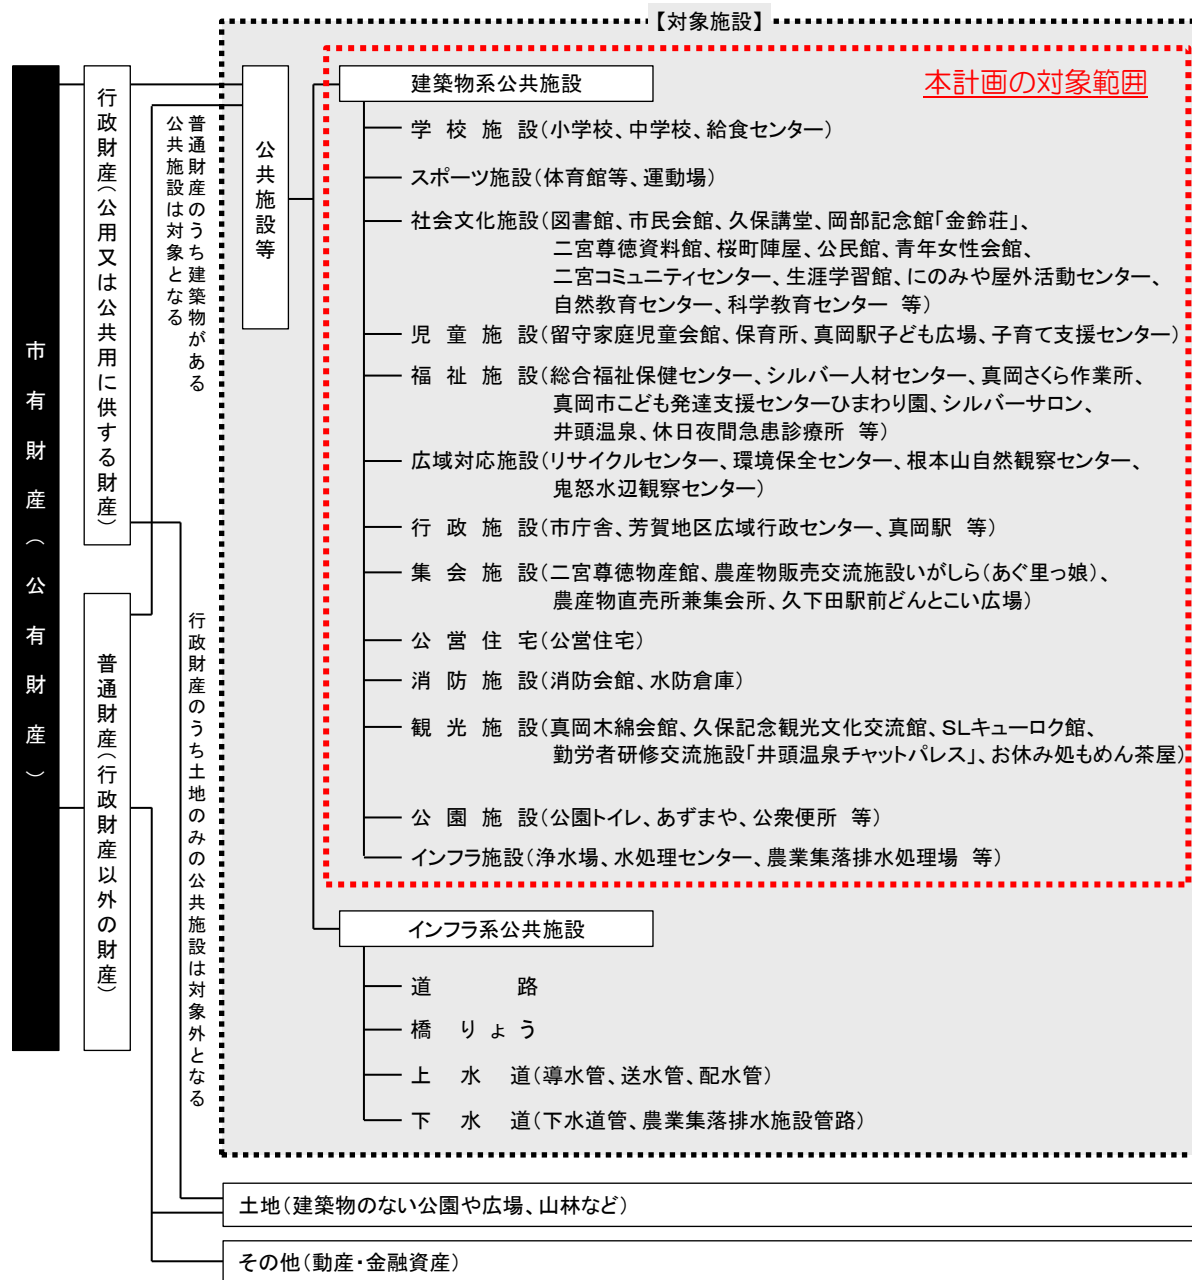 【対象施設】
本計画の対象範囲
市有財産（公有財産）
行政財産（公用又は公共用に供する財産）
普通財産（行政財産以外の財産）
普通財産のうち建築物がある
公共施設は対象となる
行政財産のうち土地のみの公共施設は対象外となる
公共施設等
建築物系公共施設
学校施設(小学校、中学校、給食センター)
スポーツ施設(体育館等、運動場)
社会文化施設(図書館、市民会館、久保講堂、岡部記念館「金鈴荘」、
二宮尊徳資料館、桜町陣屋、公民館、青年女性会館、
二宮コミュニティセンター、生涯学習館、にのみや屋外活動センター、
自然教育センター、科学教育センター 等)
児童施設(留守家庭児童会館、保育所、真岡駅子ども広場、子育て支援センター)
福祉施設(総合福祉保健センター、シルバー人材センター、真岡さくら作業所、
真岡市こども発達支援センターひまわり園、シルバーサロン、
井頭温泉、休日夜間急患診療所 等)
広域対応施設(リサイクルセンター、環境保全センター、根本山自然観察センター、
鬼怒水辺観察センター)
行政施設(市庁舎、芳賀地区広域行政センター、真岡駅 等)
集会施設(二宮尊徳物産館、農産物販売交流施設いがしら(あぐ里っ娘)、
農産物直売所兼集会所、久下田駅前どんとこい広場)
公営住宅(公営住宅)
消防施設(消防会館、水防倉庫)
観光施設(真岡木綿会館、久保記念観光文化交流館、SLキューロク館、
勤労者研修交流施設「井頭温泉チャットパレス」、お休み処もめん茶屋)
公園施設(公園トイレ、あずまや、公衆便所 等)
インフラ施設(浄水場、水処理センター、農業集落排水処理場 等)
インフラ系公共施設
道路
橋りょう
上水道(導水管、送水管、配水管)
下水道(下水道管、農業集落排水施設管路)
土地(建築物のない公園や広場、山林など)
その他(動産・金融資産)